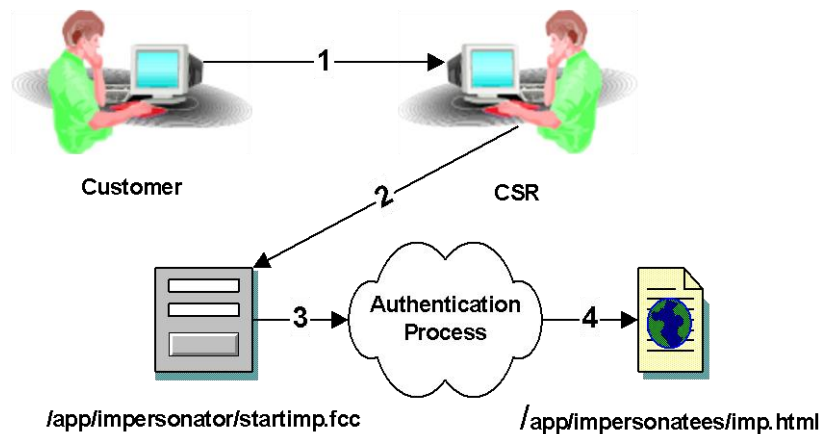 1
Customer
CSR
2
3
Authentication
Process
4
/app/impersonator/startimp.fcc
/app/impersonatees/imp.html